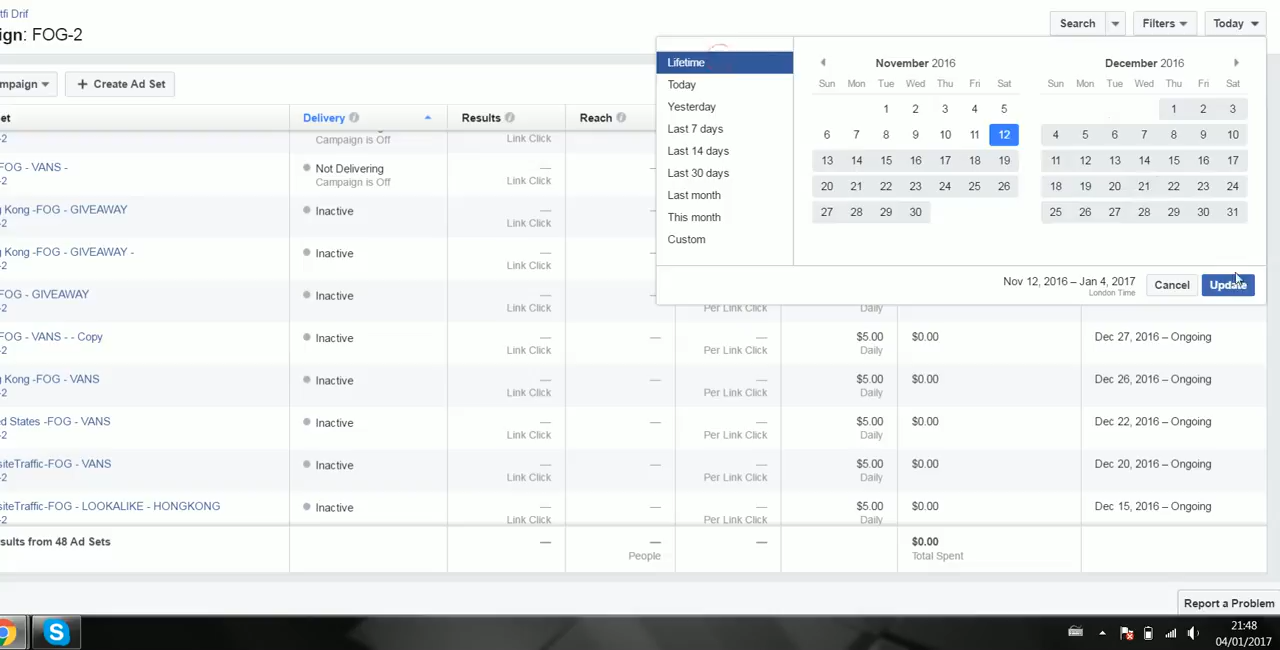 tfi Drif
ign: FOG-2
Search
Filters
Today
mpaign
+ Create Ad Set
et
Delivery
Results
Reach
Campaign is Off
Link Click
-2
FOG - VANS -
-2
Not Delivering
Campaign is Off
—
Link Click
—
g Kong -FOG - GIVEAWAY
-2
Inactive
—
Link Click
—
g Kong -FOG - GIVEAWAY -
-2
Inactive
—
Link Click
—
FOG - GIVEAWAY
-2
Inactive
—
Link Click
—
Per Link Click
Daily
FOG - VANS - - Copy
-2
Inactive
—
Link Click
—
—
Per Link Click
$5.00
Daily
$0.00
Dec 27, 2016 – Ongoing
g Kong -FOG - VANS
-2
Inactive
—
Link Click
—
—
Per Link Click
$5.00
Daily
$0.00
Dec 26, 2016 – Ongoing
ed States -FOG - VANS
-2
Inactive
—
Link Click
—
—
Per Link Click
$5.00
Daily
$0.00
Dec 22, 2016 – Ongoing
siteTraffic-FOG - VANS
-2
Inactive
—
Link Click
—
—
Per Link Click
$5.00
Daily
$0.00
Dec 20, 2016 – Ongoing
siteTraffic-FOG - LOOKALIKE - HONGKONG
-2
Inactive
—
Link Click
—
—
Per Link Click
$5.00
Daily
$0.00
Dec 15, 2016 – Ongoing
sults from 48 Ad Sets
—
—
People
—
$0.00
Total Spent
Lifetime
Today
Yesterday
Last 7 days
Last 14 days
Last 30 days
Last month
This month
Custom
November 2016
Sun Mon Tue Wed Thu Fri Sat
1 2 3 4 5
6 7 8 9 10 11 12
13 14 15 16 17 18 19
20 21 22 23 24 25 26
27 28 29 30
December 2016
Sun Mon Tue Wed Thu Fri Sat
1 2 3
4 5 6 7 8 9 10
11 12 13 14 15 16 17
18 19 20 21 22 23 24
25 26 27 28 29 30 31
Nov 12, 2016 – Jan 4, 2017
London Time
Cancel
Update
Report a Problem
21:48
04/01/2017